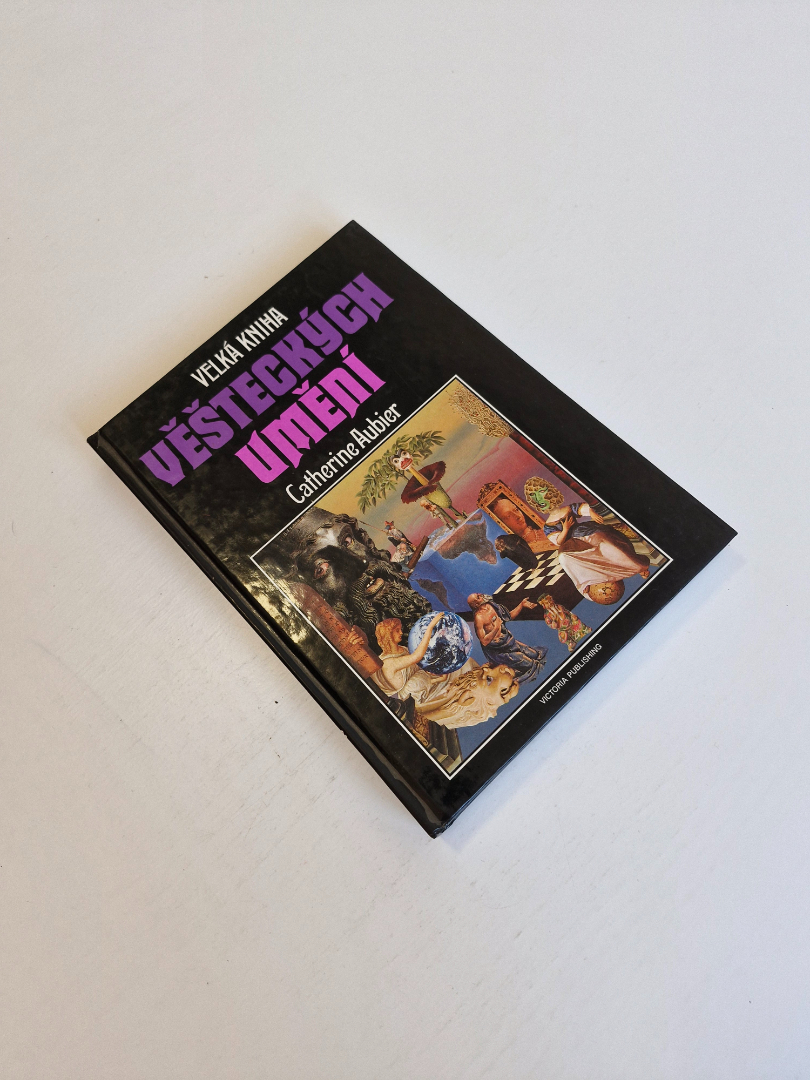 VELKÁ KNIHA
VĚŠTECKÝCH
UMĚNÍ
Catherine Aubier
VICTORIA PUBLISHING